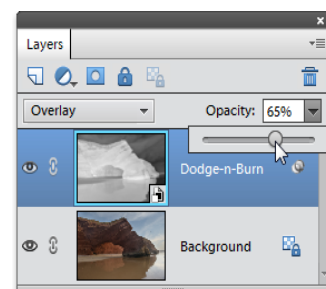 Layers
Overlay
Opacity: 65%
Dodge-n-Burn
Background